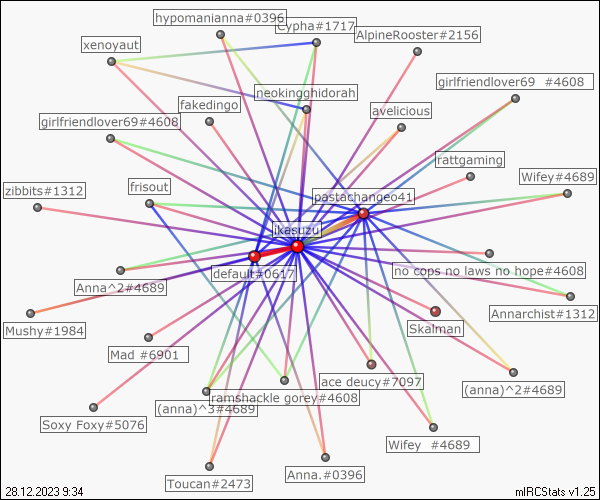 hypomanianna#0396
Cypha#1717
AlpineRooster#2156
xenoyaut
girlfriendlover69 #4608
neokingghidorah
fakedingo
avelicious
girlfriendlover69#4608
rattgaming
Wifey#4689
zibbits#1312
frisout
pastachangeo41
ikasuzu
default#0617
no cops no laws no hope#4608
Anna^2#4689
Annarchist#1312
Mushy#1984
Skalman
Mad #6901
ace deucy#7097
(anna)^2#4689
ramshackle gorey#4608
(anna)^3#4689
Soxy Foxy#5076
Wifey #4689
Toucan#2473
Anna.#0396
28.12.2023 9:34
mIRCStats v1.25